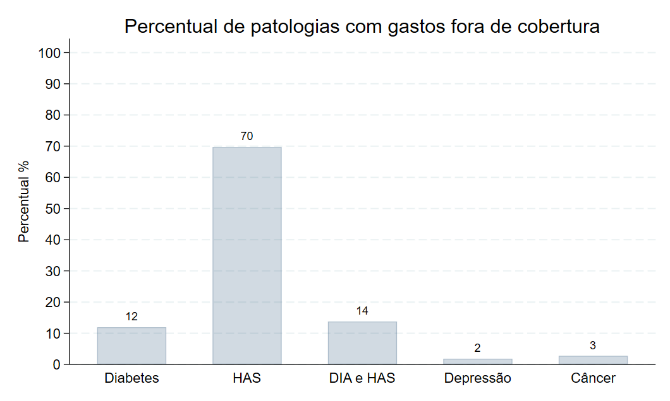 Percentual de patologias com gastos fora de cobertura
100
90
80
70
60
50
40
30
20
10
0
Percentual %
12
70
14
2
3
Diabetes
HAS
DIA e HAS
Depressão
Câncer